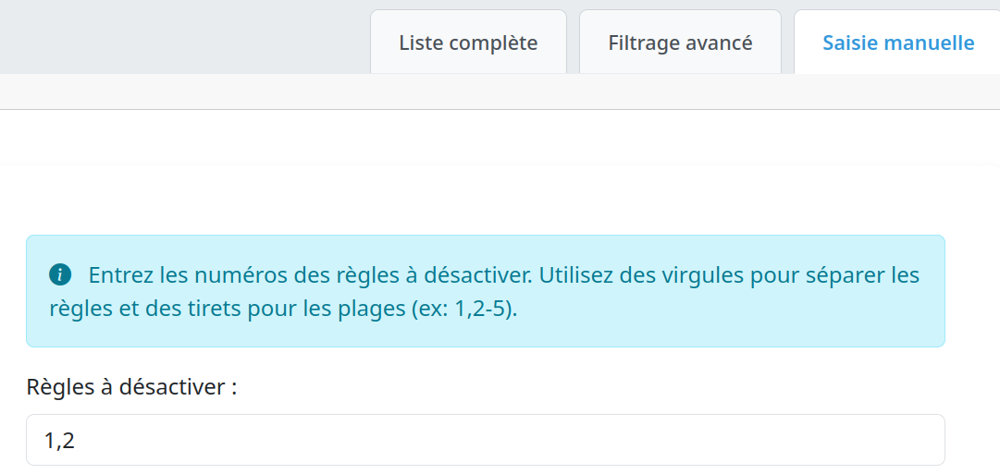 Liste complète
Filtrage avancé
Saisie manuelle
Entrez les numéros des règles à désactiver. Utilisez des virgules pour séparer les
règles et des tirets pour les plages (ex: 1,2-5).
Règles à désactiver :
1,2